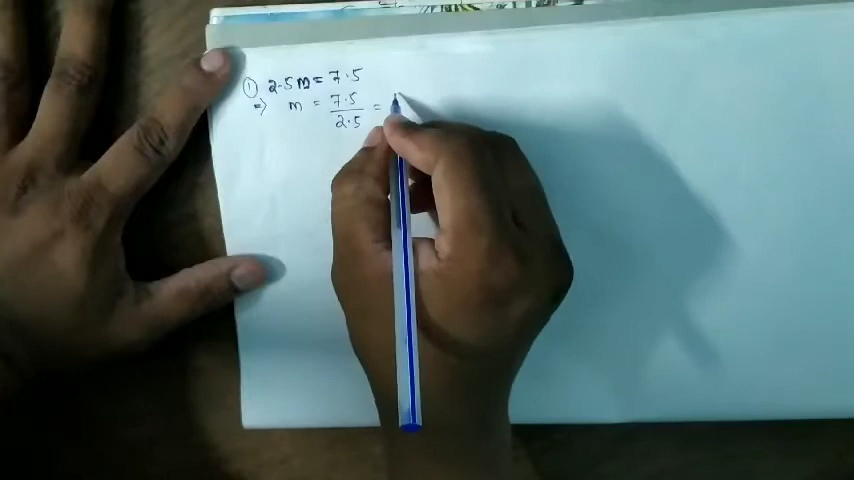 ① 2.5m = 7.5
⇒ m = 7.5/2.5 =